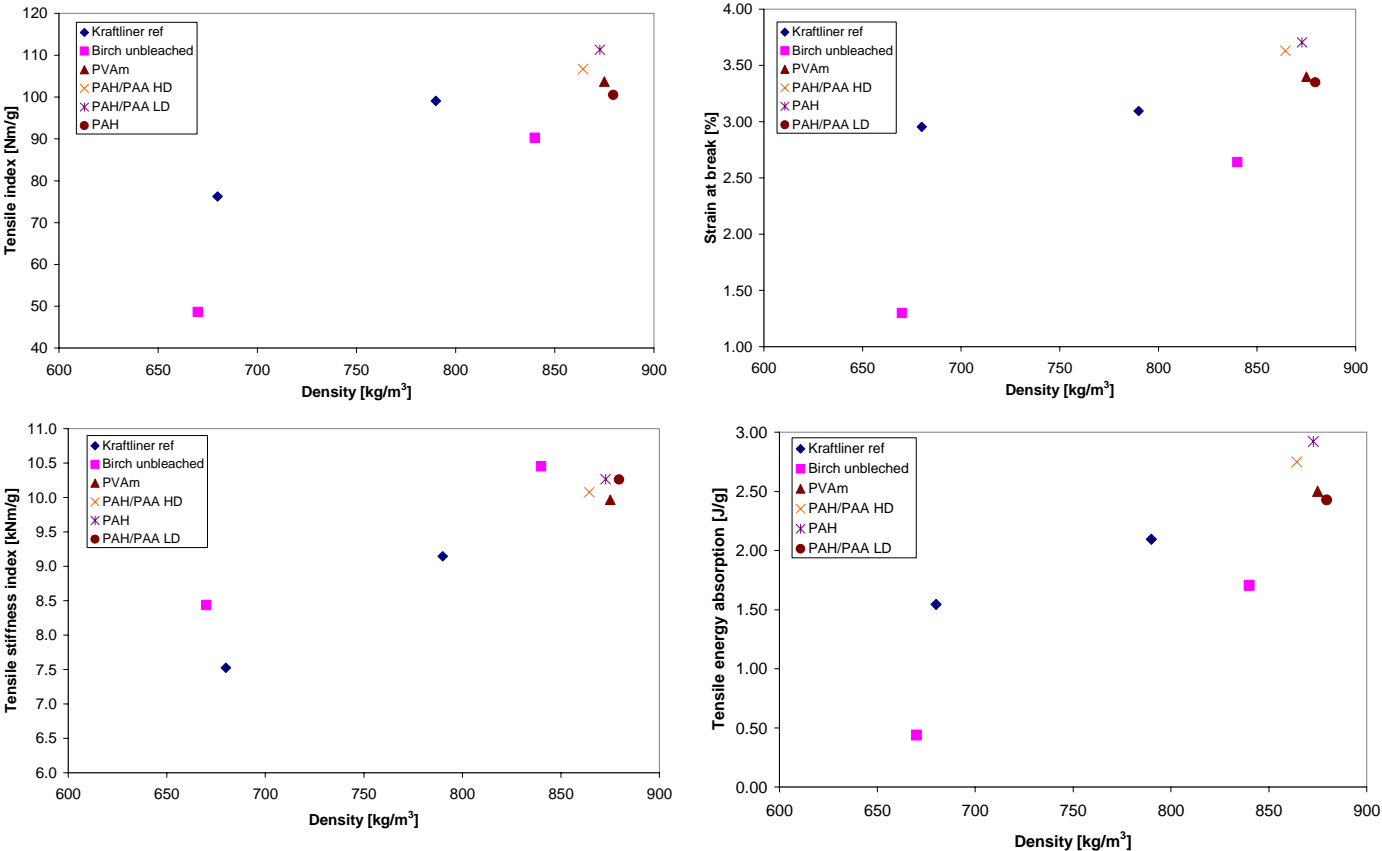 120
110
100
90
80
70
60
50
40
Tensile index [Nm/g]
Kraftliner ref
Birch unbleached
PVAm
PAH/PAA HD
PAH/PAA LD
PAH
600 650 700 750 800 850 900
Density [kg/m³]
4.00
3.50
3.00
2.50
2.00
1.50
1.00
Strain at break [%]
Kraftliner ref
Birch unbleached
PVAm
PAH/PAA HD
PAH
PAH/PAA LD
600 650 700 750 800 850 900
Density [kg/m³]
11.0
10.5
10.0
9.5
9.0
8.5
8.0
7.5
7.0
6.5
6.0
Tensile stiffness index [kNm/g]
Kraftliner ref
Birch unbleached
PVAm
PAH/PAA HD
PAH
PAH/PAA LD
600 650 700 750 800 850 900
Density [kg/m³]
3.00
2.50
2.00
1.50
1.00
0.50
0.00
Tensile energy absorption [J/g]
Kraftliner ref
Birch unbleached
PVAm
PAH/PAA HD
PAH
PAH/PAA LD
600 650 700 750 800 850 900
Density [kg/m³]